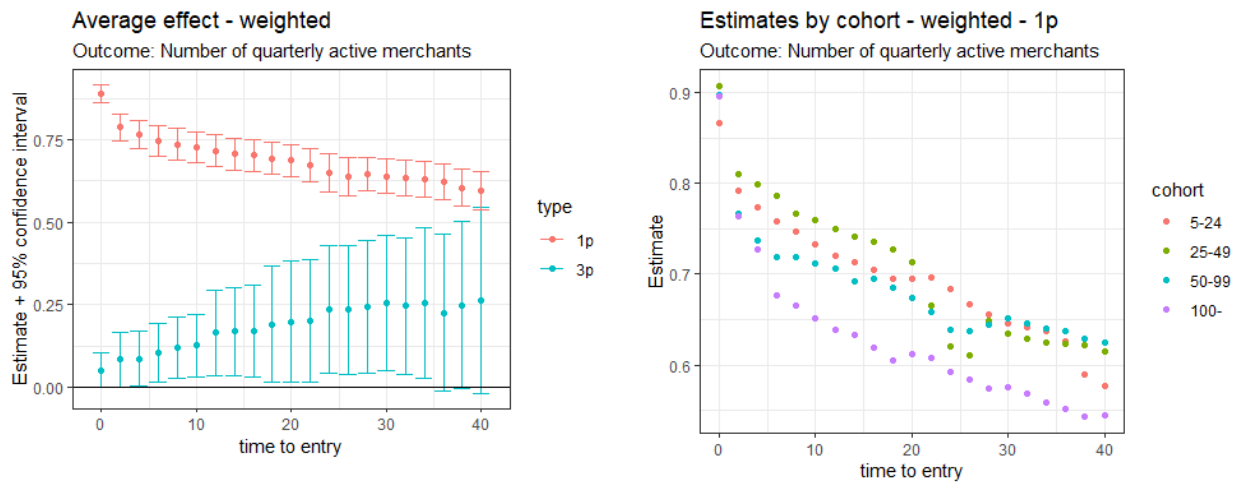 Average effect - weighted
Outcome: Number of quarterly active merchants
Estimate + 95% confidence interval
0.75
0.50
0.25
0.00
0
10
20
30
40
time to entry
type
1p
3p
Estimates by cohort - weighted - 1p
Outcome: Number of quarterly active merchants
Estimate
0.9
0.8
0.7
0.6
0
10
20
30
40
time to entry
cohort
5-24
25-49
50-99
100-